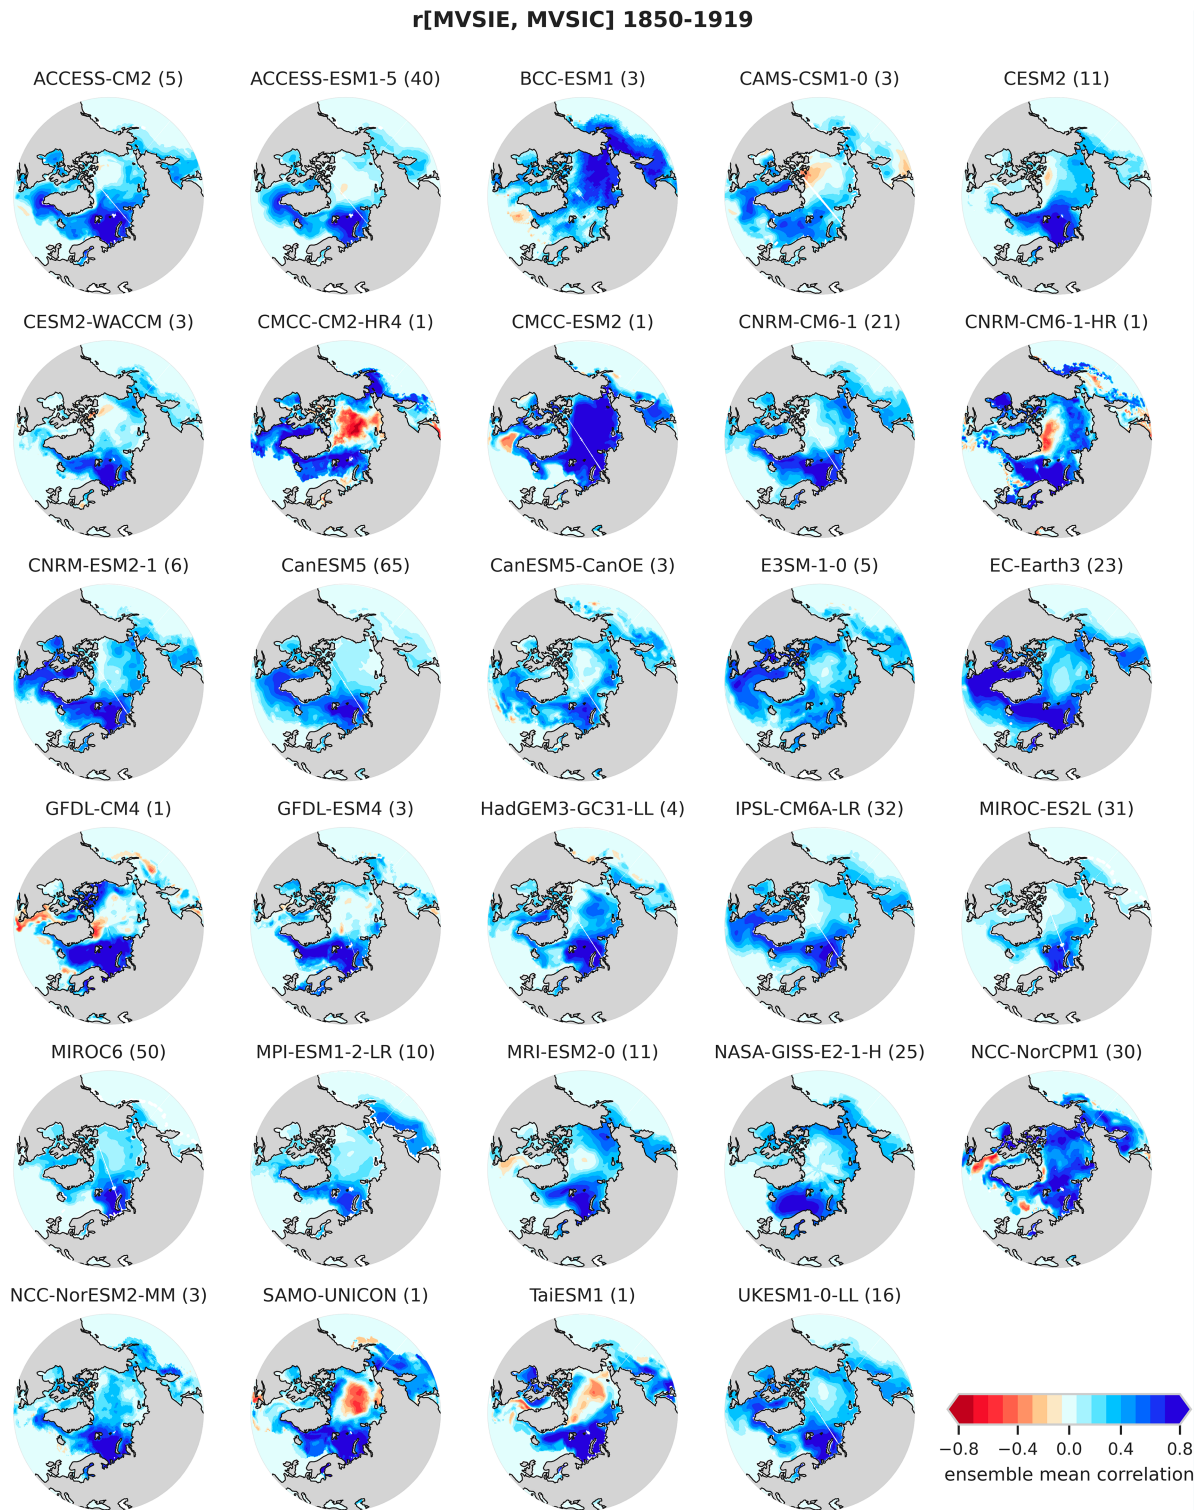 r[MVSIE, MVSIC] 1850-1919
ACCESS-CM2 (5) ACCESS-ESM1-5 (40) BCC-ESM1 (3) CAMS-CSM1-0 (3) CESM2 (11)
CESM2-WACCM (3) CMCC-CM2-HR4 (1) CMCC-ESM2 (1) CNRM-CM6-1 (21) CNRM-CM6-1-HR (1)
CNRM-ESM2-1 (6) CanESM5 (65) CanESM5-CanOE (3) E3SM-1-0 (5) EC-Earth3 (23)
GFDL-CM4 (1) GFDL-ESM4 (3) HadGEM3-GC31-LL (4) IPSL-CM6A-LR (32) MIROC-ES2L (31)
MIROC6 (50) MPI-ESM1-2-LR (10) MRI-ESM2-0 (11) NASA-GISS-E2-1-H (25) NCC-NorCPM1 (30)
NCC-NorESM2-MM (3) SAMO-UNICON (1) TaiESM1 (1) UKESM1-0-LL (16)
−0.8 −0.4 0.0 0.4 0.8
ensemble mean correlation